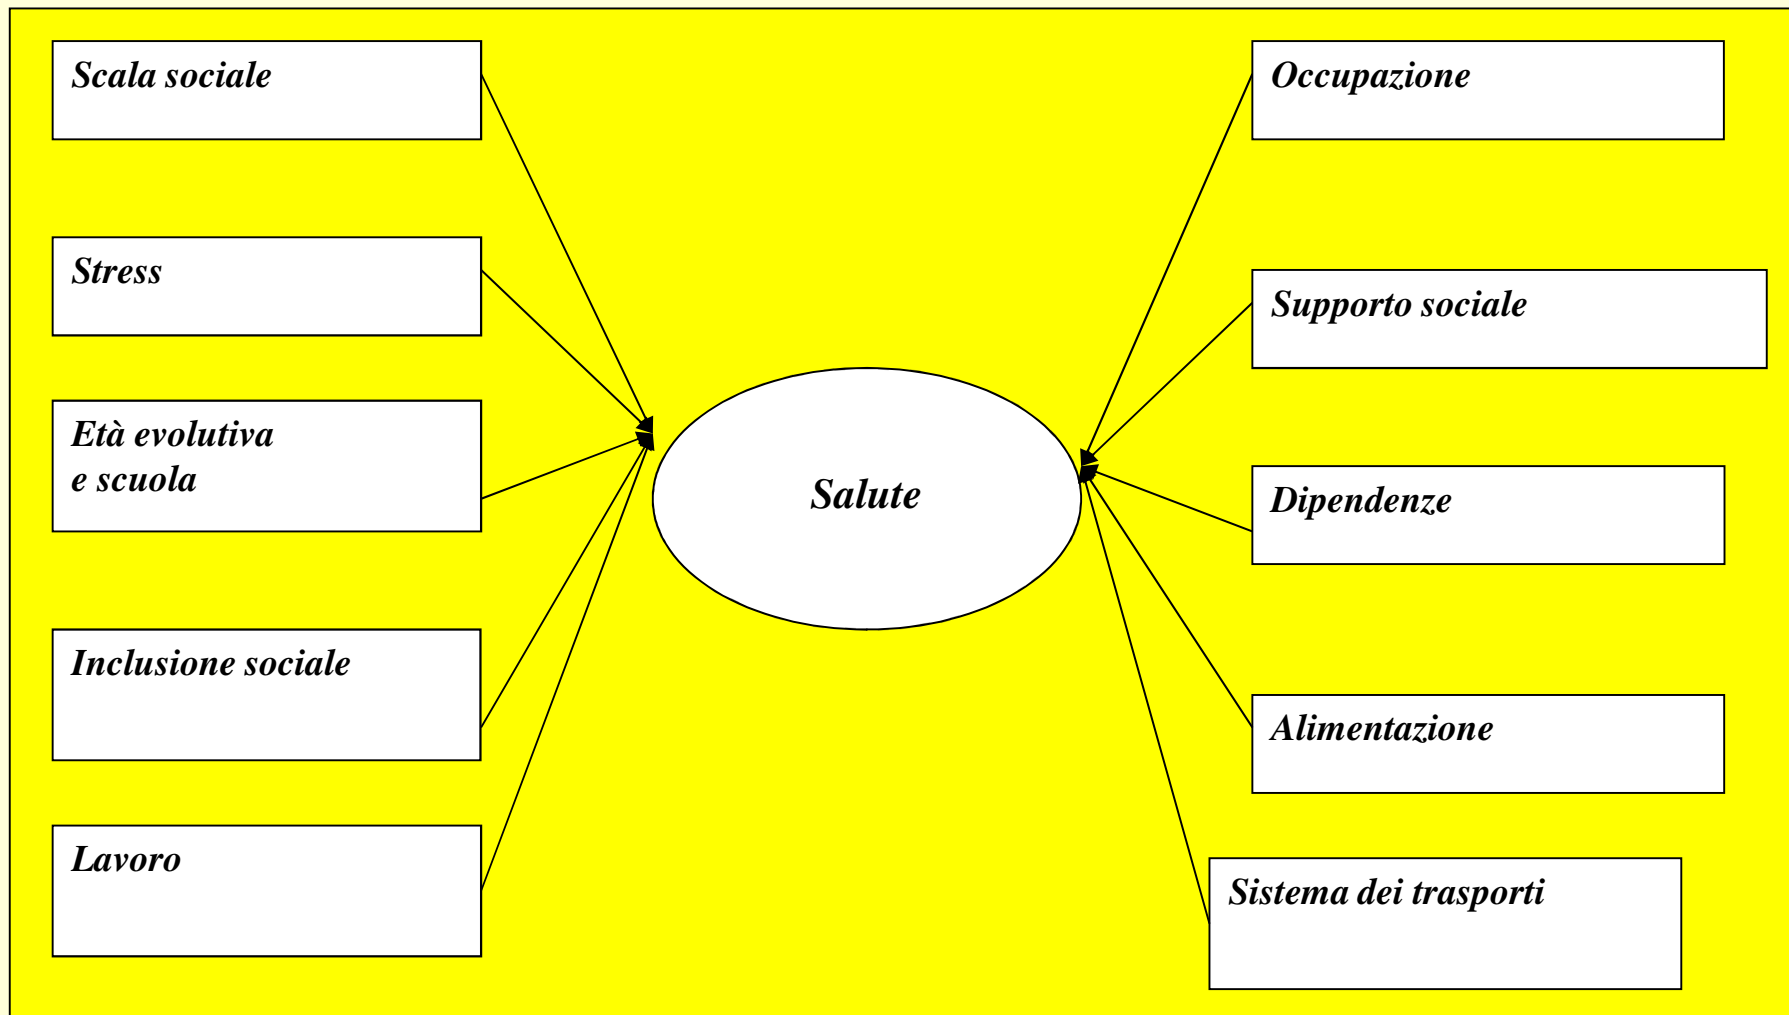 Scala sociale
Stress
Età evolutiva
e scuola
Inclusione sociale
Lavoro
Salute
Occupazione
Supporto sociale
Dipendenze
Alimentazione
Sistema dei trasporti